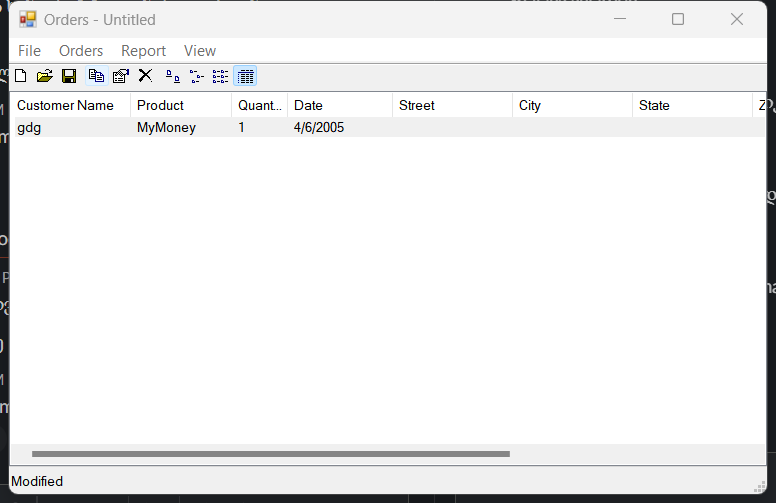 Orders - Untitled
File Orders Report View
Customer Name Product Quant... Date Street City State
gdg MyMoney 1 4/6/2005
Modified